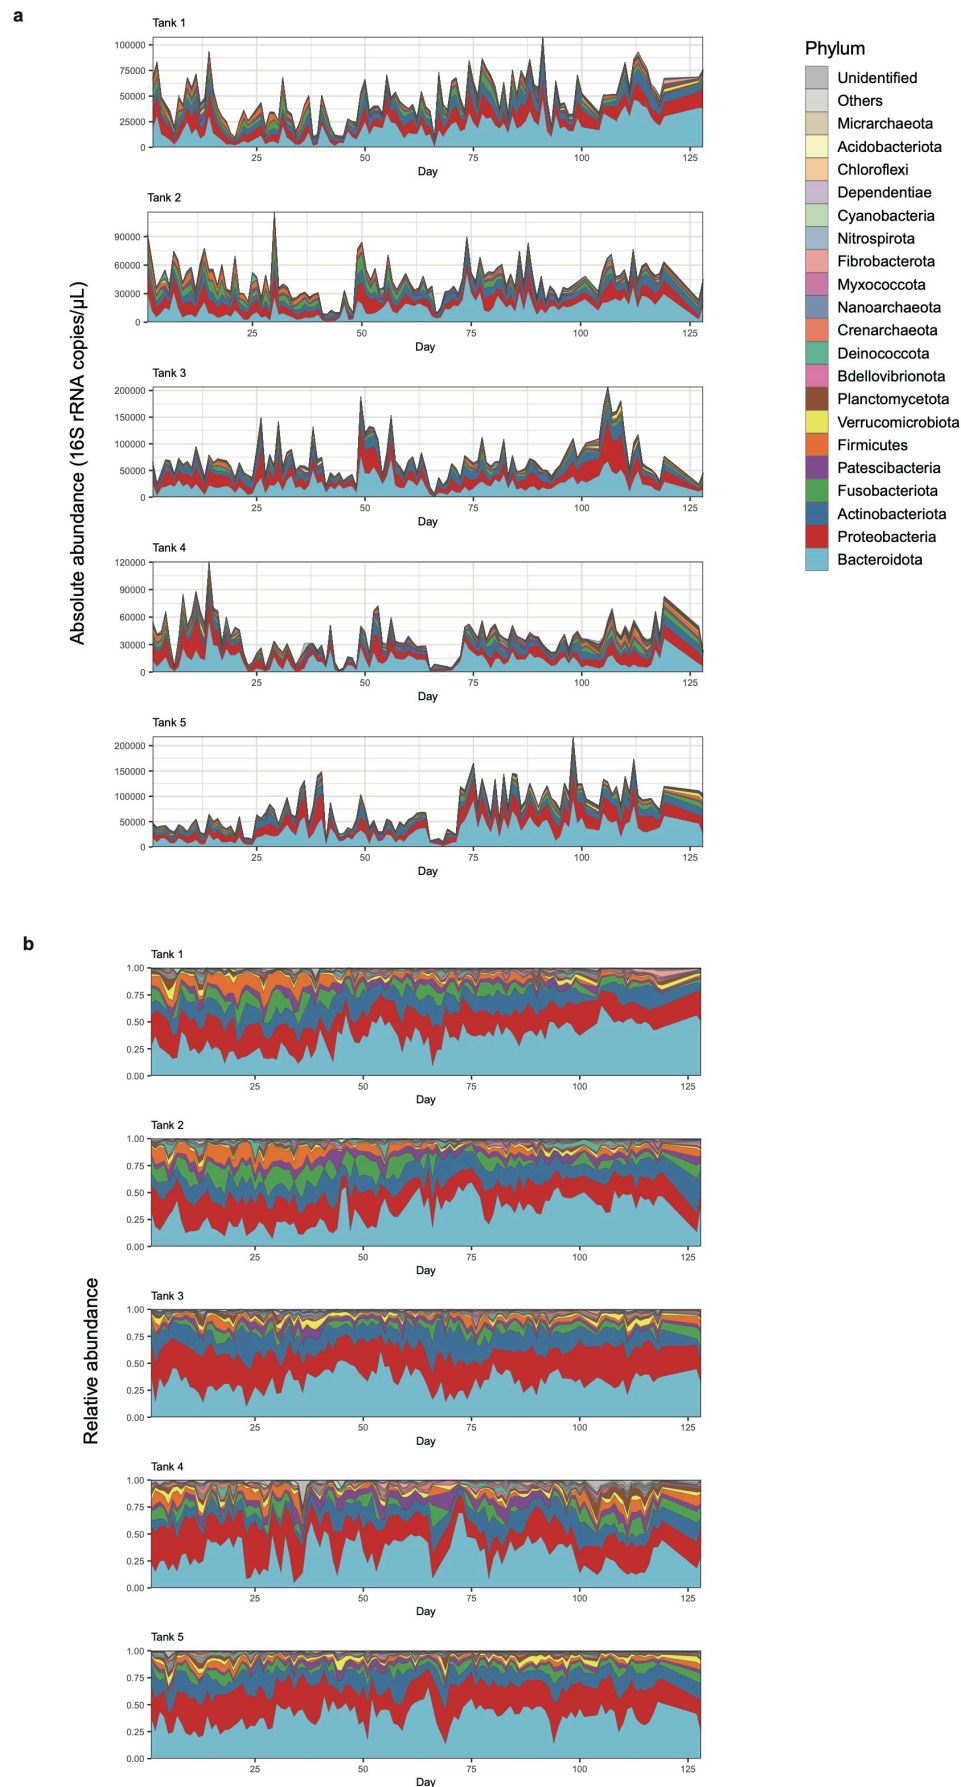 a
Absolute abundance (16S rRNA copies/µL)
Tank 1
100000
75000
50000
25000
0
25 50 75 100 125
Day
Tank 2
90000
60000
30000
0
25 50 75 100 125
Day
Tank 3
200000
150000
100000
50000
0
25 50 75 100 125
Day
Tank 4
120000
90000
60000
30000
0
25 50 75 100 125
Day
Tank 5
200000
150000
100000
50000
0
25 50 75 100 125
Day
Phylum
Unidentified
Others
Micrarchaeota
Acidobacteriota
Chloroflexi
Dependentiae
Cyanobacteria
Nitrospirota
Fibrobacterota
Myxococcota
Nanoarchaeota
Crenarchaeota
Deinococcota
Bdellovibrionota
Planctomycetota
Verrucomicrobiota
Firmicutes
Patescibacteria
Fusobacteriota
Actinobacteriota
Proteobacteria
Bacteroidota
b
Relative abundance
Tank 1
1.00
0.75
0.50
0.25
0.00
25 50 75 100 125
Day
Tank 2
1.00
0.75
0.50
0.25
0.00
25 50 75 100 125
Day
Tank 3
1.00
0.75
0.50
0.25
0.00
25 50 75 100 125
Day
Tank 4
1.00
0.75
0.50
0.25
0.00
25 50 75 100 125
Day
Tank 5
1.00
0.75
0.50
0.25
0.00
25 50 75 100 125
Day